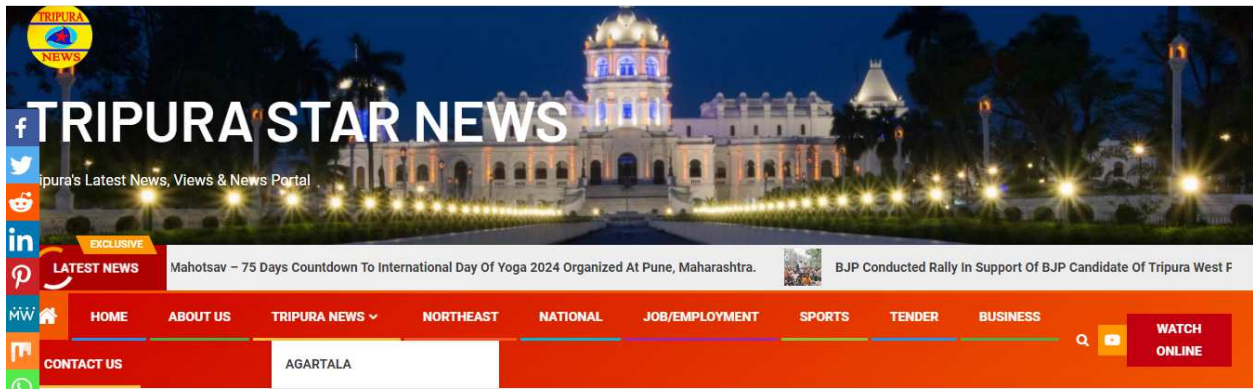 TRIPURA
NEWS
TRIPURA STAR NEWS
ipura's Latest News, Views & News Portal
EXCLUSIVE
LATEST NEWS
Mahotsav – 75 Days Countdown To International Day Of Yoga 2024 Organized At Pune, Maharashtra.
BJP Conducted Rally In Support Of BJP Candidate Of Tripura West P
HOME
ABOUT US
TRIPURA NEWS
NORTHEAST
NATIONAL
JOB/EMPLOYMENT
SPORTS
TENDER
BUSINESS
WATCH
ONLINE
CONTACT US
AGARTALA
f
in
MW